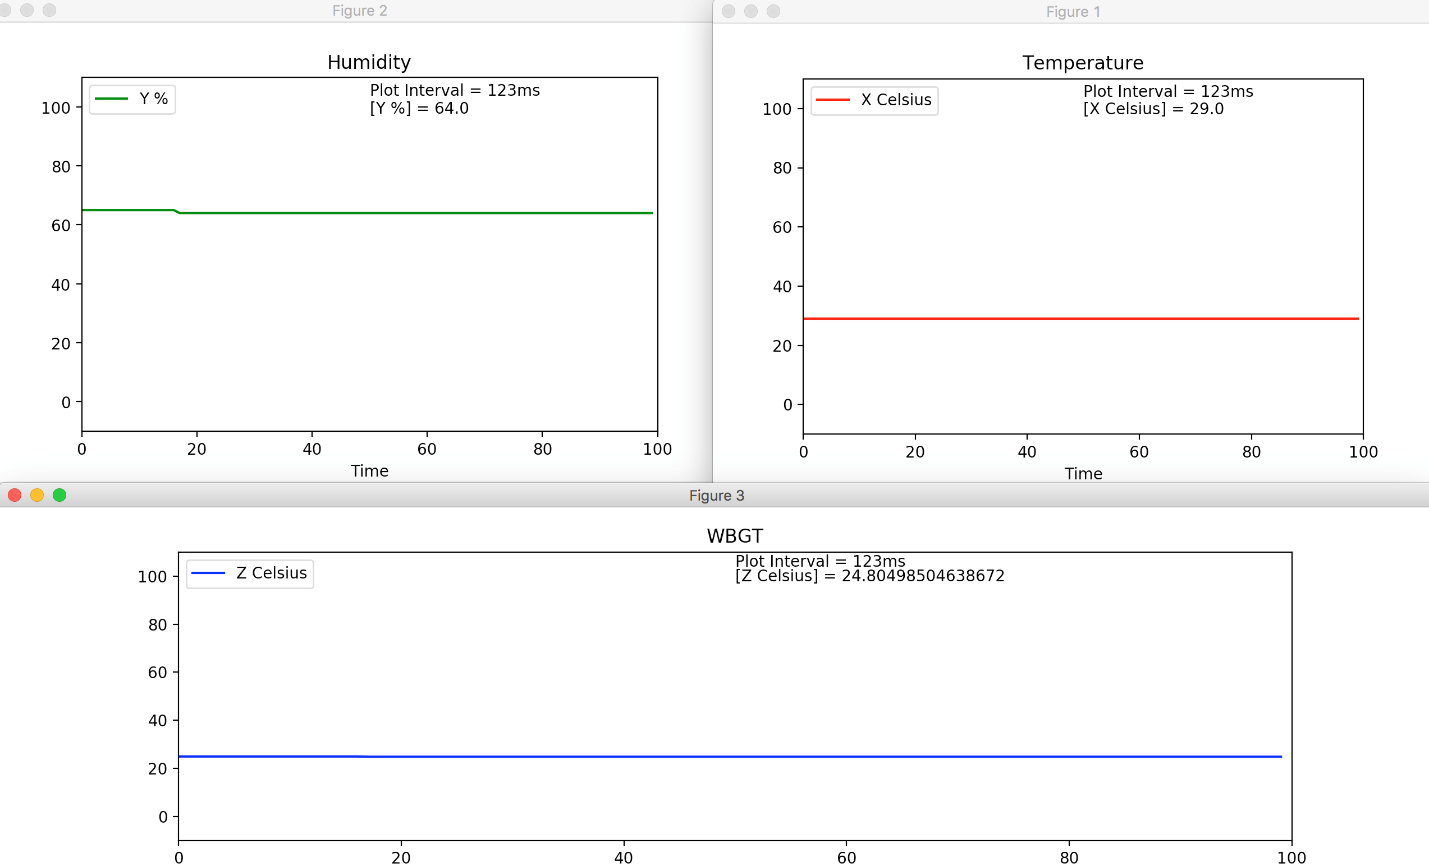 Figure 2
Humidity
Y %
Plot Interval = 123ms
[Y %] = 64.0
100
80
60
40
20
0
0 20 40 60 80 100
Time
Figure 1
Temperature
X Celsius
Plot Interval = 123ms
[X Celsius] = 29.0
100
80
60
40
20
0
0 20 40 60 80 100
Time
Figure 3
WBGT
Z Celsius
Plot Interval = 123ms
[Z Celsius] = 24.80498504638672
100
80
60
40
20
0
0 20 40 60 80 100